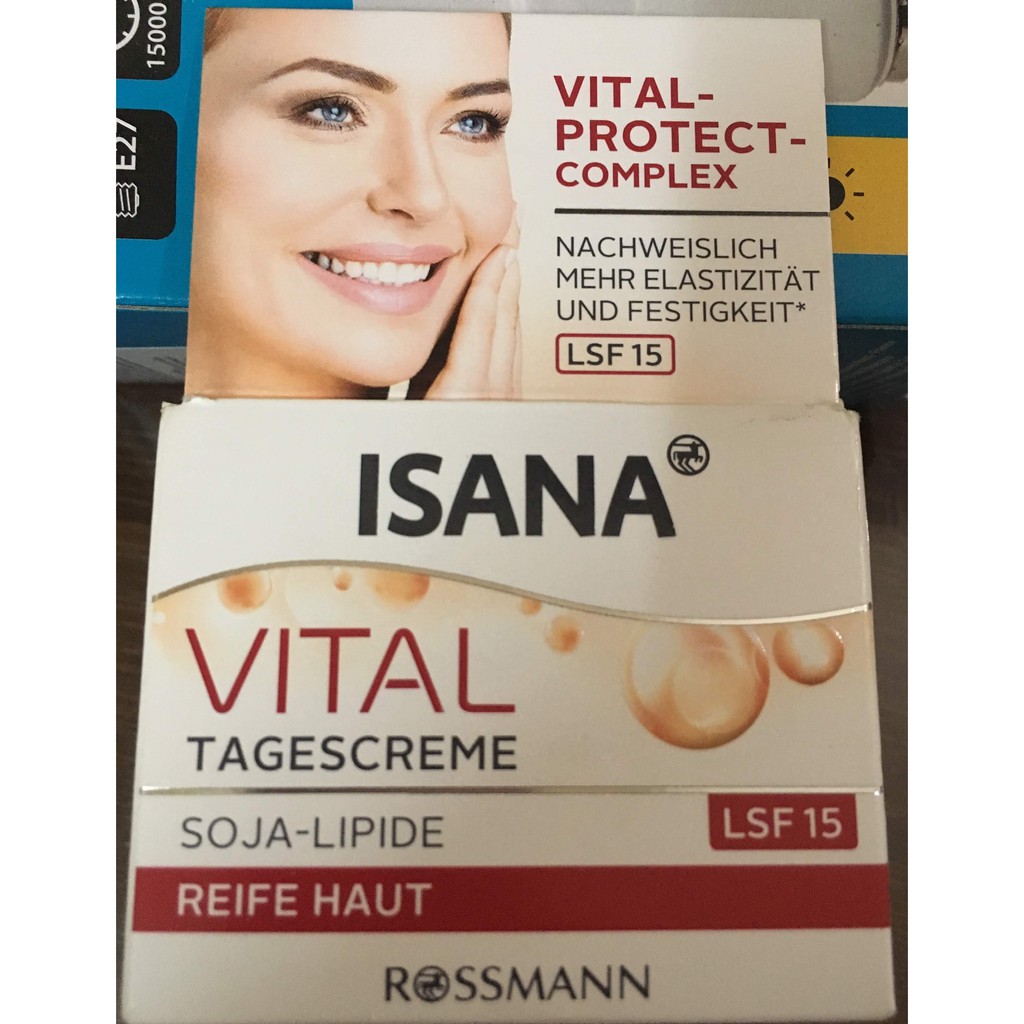 15000
E27
VITAL-
PROTECT-
COMPLEX
NACHWEISLICH
MEHR ELASTIZITÄT
UND FESTIGKEIT*
LSF 15
ISANA
VITAL
TAGESCREME
SOJA-LIPIDE
LSF 15
REIFE HAUT
ROSSMANN